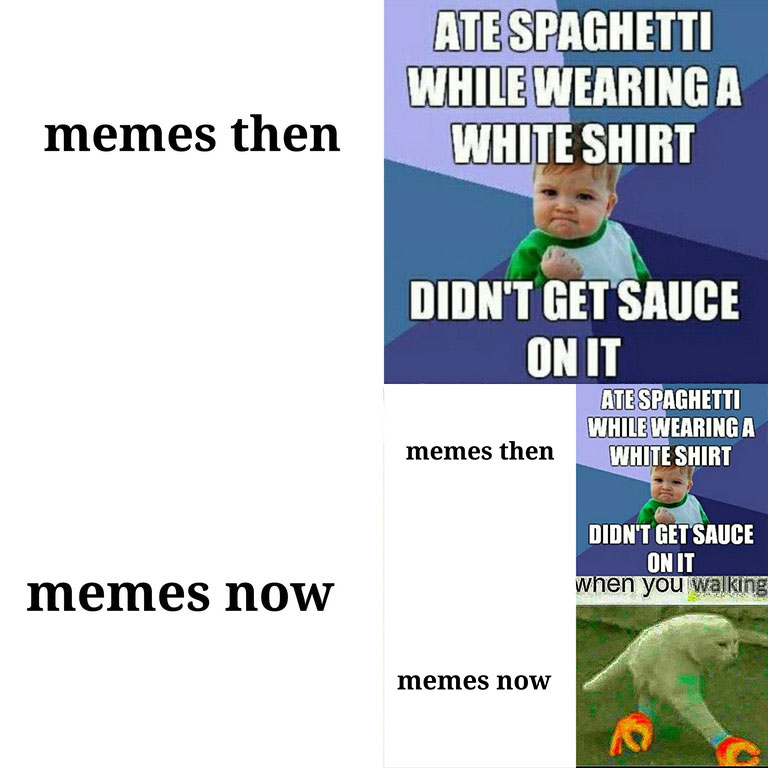 memes then
ATE SPAGHETTI
WHILE WEARING A
WHITE SHIRT
DIDN'T GET SAUCE
ON IT
memes now
memes then
ATE SPAGHETTI
WHILE WEARING A
WHITE SHIRT
DIDN'T GET SAUCE
ON IT
memes now
when you walking